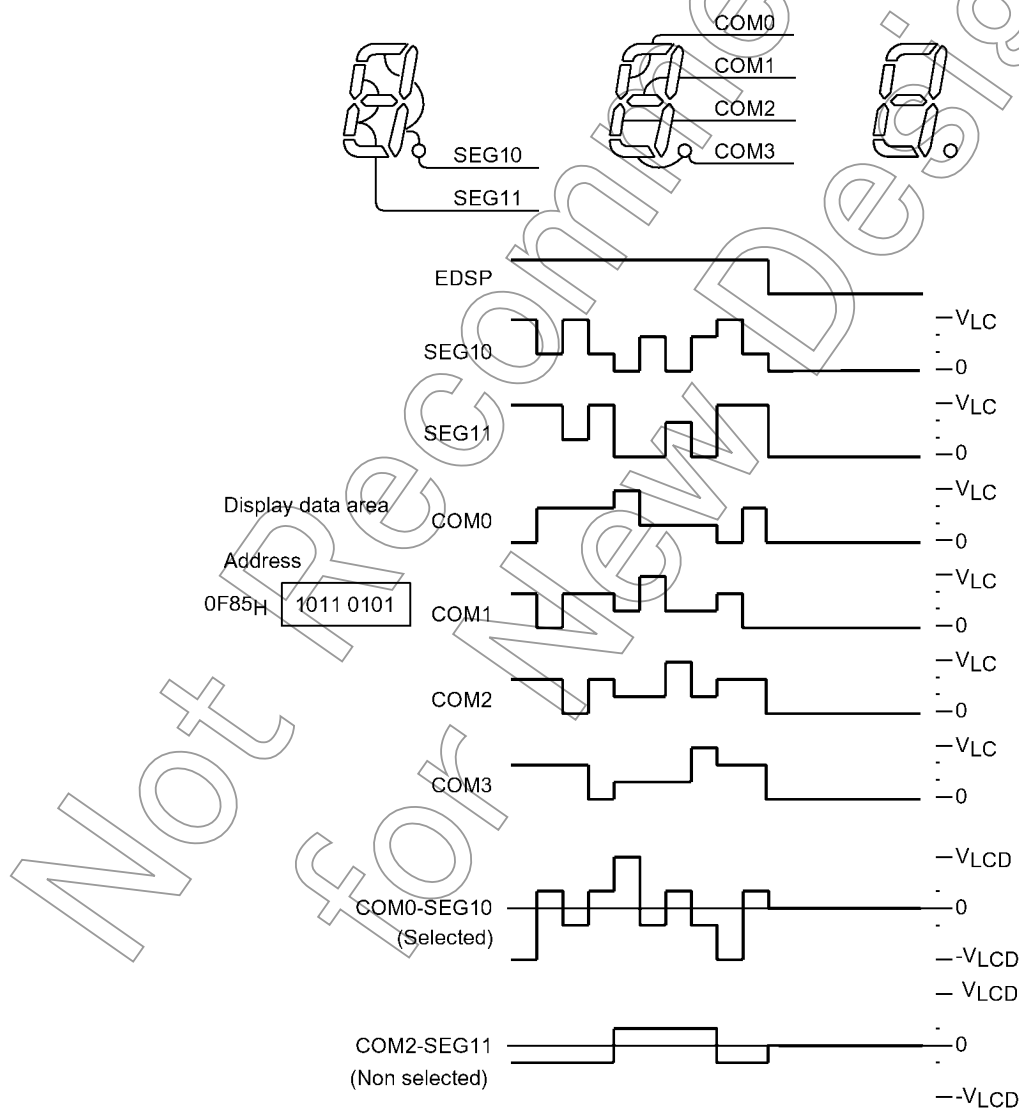 COM0
COM1
COM2
COM3
SEG10
SEG11
EDSP
VLC
SEG10
0
VLC
SEG11
0
VLC
Display data area
COM0
0
Address
VLC
0F85H
1011 0101
COM1
0
VLC
COM2
0
VLC
COM3
0
VLCD
COM0-SEG10
0
(Selected)
-VLCD
VLCD
COM2-SEG11
0
(Non selected)
-VLCD
Not Recomme
for New Desig